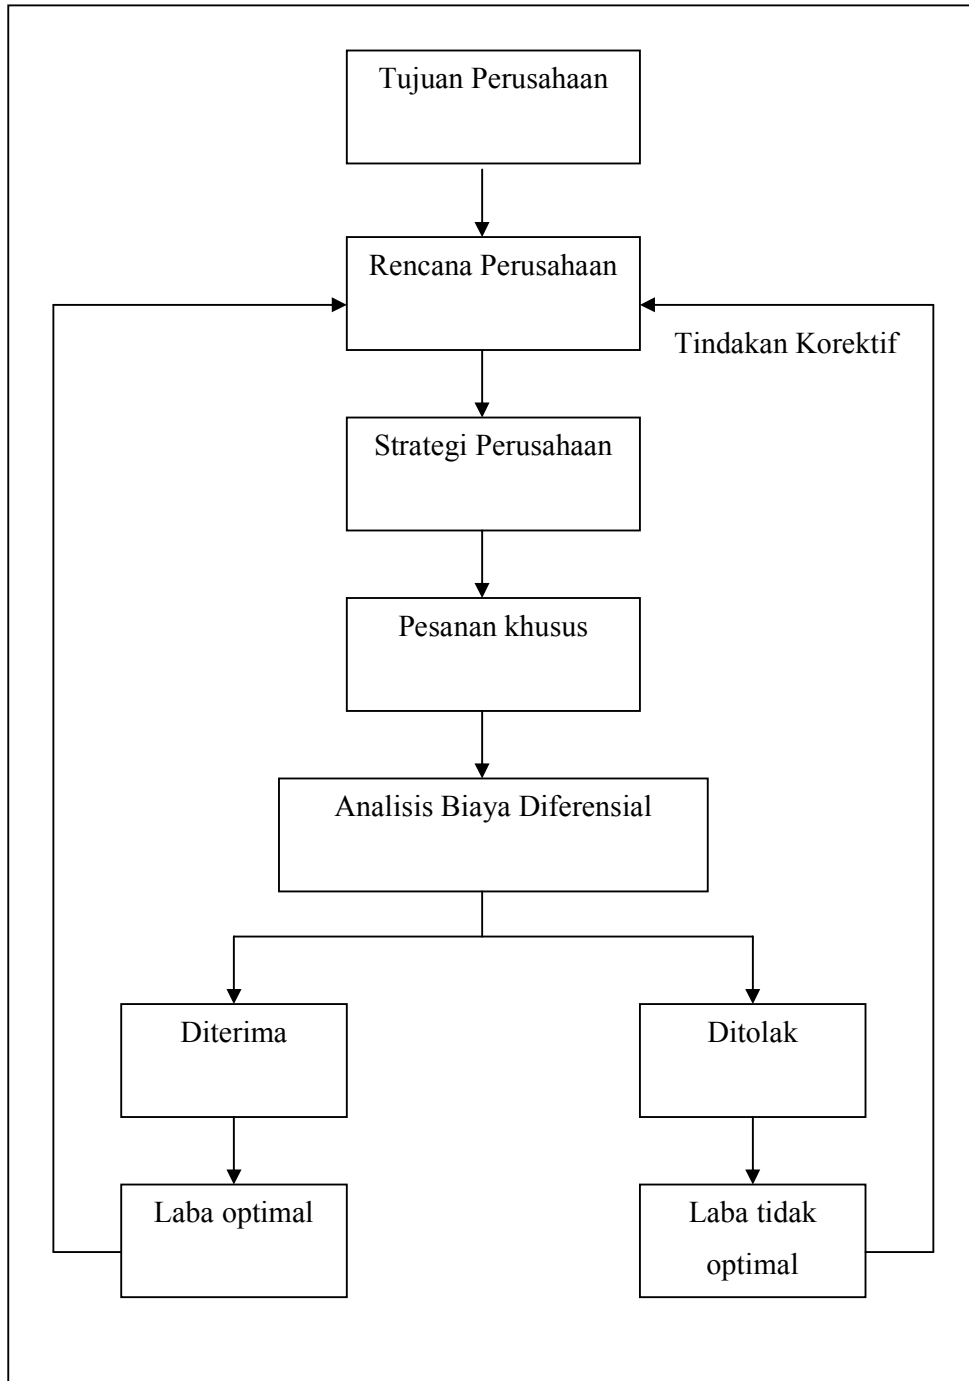 Tujuan Perusahaan
Rencana Perusahaan
Tindakan Korektif
Strategi Perusahaan
Pesanan khusus
Analisis Biaya Diferensial
Diterima
Ditolak
Laba optimal
Laba tidak
optimal